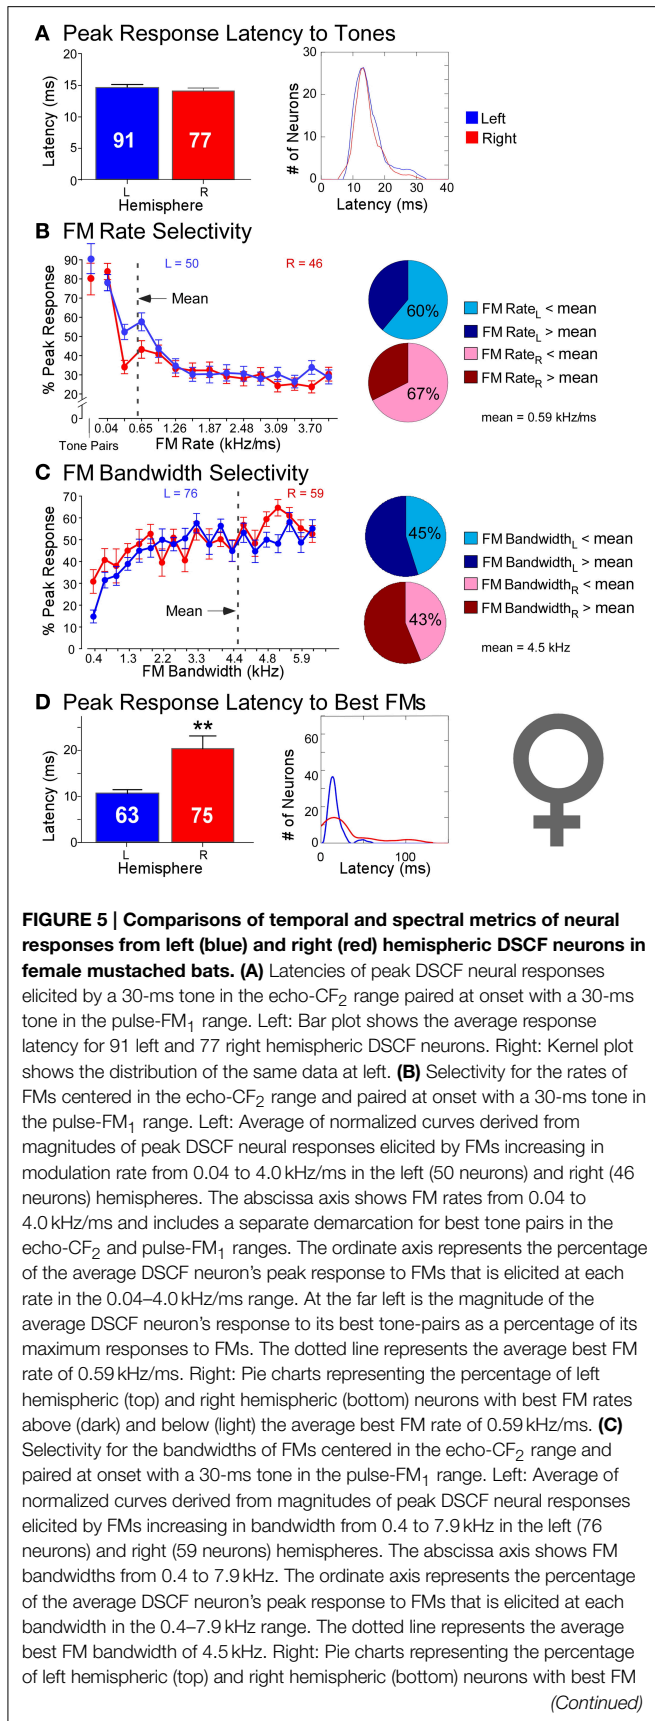 A Peak Response Latency to Tones
20
15
10
5
0
Latency (ms)
91
77
L
R
Hemisphere
30
20
10
0
# of Neurons
0 10 20 30 40
Latency (ms)
Left
Right
B FM Rate Selectivity
90
80
70
60
50
40
30
20
% Peak Response
L = 50
R = 46
Mean
0.04 0.65 1.26 1.87 2.48 3.09 3.70
Tone Pairs
FM Rate (kHz/ms)
60%
67%
FM RateL < mean
FM RateL > mean
FM RateR < mean
FM RateR > mean
mean = 0.59 kHz/ms
C FM Bandwidth Selectivity
70
60
50
40
30
20
10
0
% Peak Response
L = 76
R = 59
Mean
0.4 1.3 2.2 3.3 4.4 4.8 5.9
FM Bandwidth (kHz)
45%
43%
FM BandwidthL < mean
FM BandwidthL > mean
FM BandwidthR < mean
FM BandwidthR > mean
mean = 4.5 kHz
D Peak Response Latency to Best FMs
20
10
0
Latency (ms)
**
63
75
L
R
Hemisphere
60
40
20
0
# of Neurons
0 100
Latency (ms)
FIGURE 5 | Comparisons of temporal and spectral metrics of neural
responses from left (blue) and right (red) hemispheric DSCF neurons in
female mustached bats. (A) Latencies of peak DSCF neural responses
elicited by a 30-ms tone in the echo-CF2 range paired at onset with a 30-ms
tone in the pulse-FM1 range. Left: Bar plot shows the average response
latency for 91 left and 77 right hemispheric DSCF neurons. Right: Kernel plot
shows the distribution of the same data at left. (B) Selectivity for the rates of
FMs centered in the echo-CF2 range and paired at onset with a 30-ms tone in
the pulse-FM1 range. Left: Average of normalized curves derived from
magnitudes of peak DSCF neural responses elicited by FMs increasing in
modulation rate from 0.04 to 4.0 kHz/ms in the left (50 neurons) and right (46
neurons) hemispheres. The abscissa axis shows FM rates from 0.04 to
4.0 kHz/ms and includes a separate demarcation for best tone pairs in the
echo-CF2 and pulse-FM1 ranges. The ordinate axis represents the percentage
of the average DSCF neuron's peak response to FMs that is elicited at each
rate in the 0.04–4.0 kHz/ms range. At the far left is the magnitude of the
average DSCF neuron's response to its best tone-pairs as a percentage of its
maximum responses to FMs. The dotted line represents the average best FM
rate of 0.59 kHz/ms. Right: Pie charts representing the percentage of left
hemispheric (top) and right hemispheric (bottom) neurons with best FM rates
above (dark) and below (light) the average best FM rate of 0.59 kHz/ms. (C)
Selectivity for the bandwidths of FMs centered in the echo-CF2 range and
paired at onset with a 30-ms tone in the pulse-FM1 range. Left: Average of
normalized curves derived from magnitudes of peak DSCF neural responses
elicited by FMs increasing in bandwidth from 0.4 to 7.9 kHz in the left (76
neurons) and right (59 neurons) hemispheres. The abscissa axis shows FM
bandwidths from 0.4 to 7.9 kHz. The ordinate axis represents the percentage
of the average DSCF neuron's peak response to FMs that is elicited at each
bandwidth in the 0.4–7.9 kHz range. The dotted line represents the average
best FM bandwidth of 4.5 kHz. Right: Pie charts representing the percentage
of left hemispheric (top) and right hemispheric (bottom) neurons with best FM
(Continued)